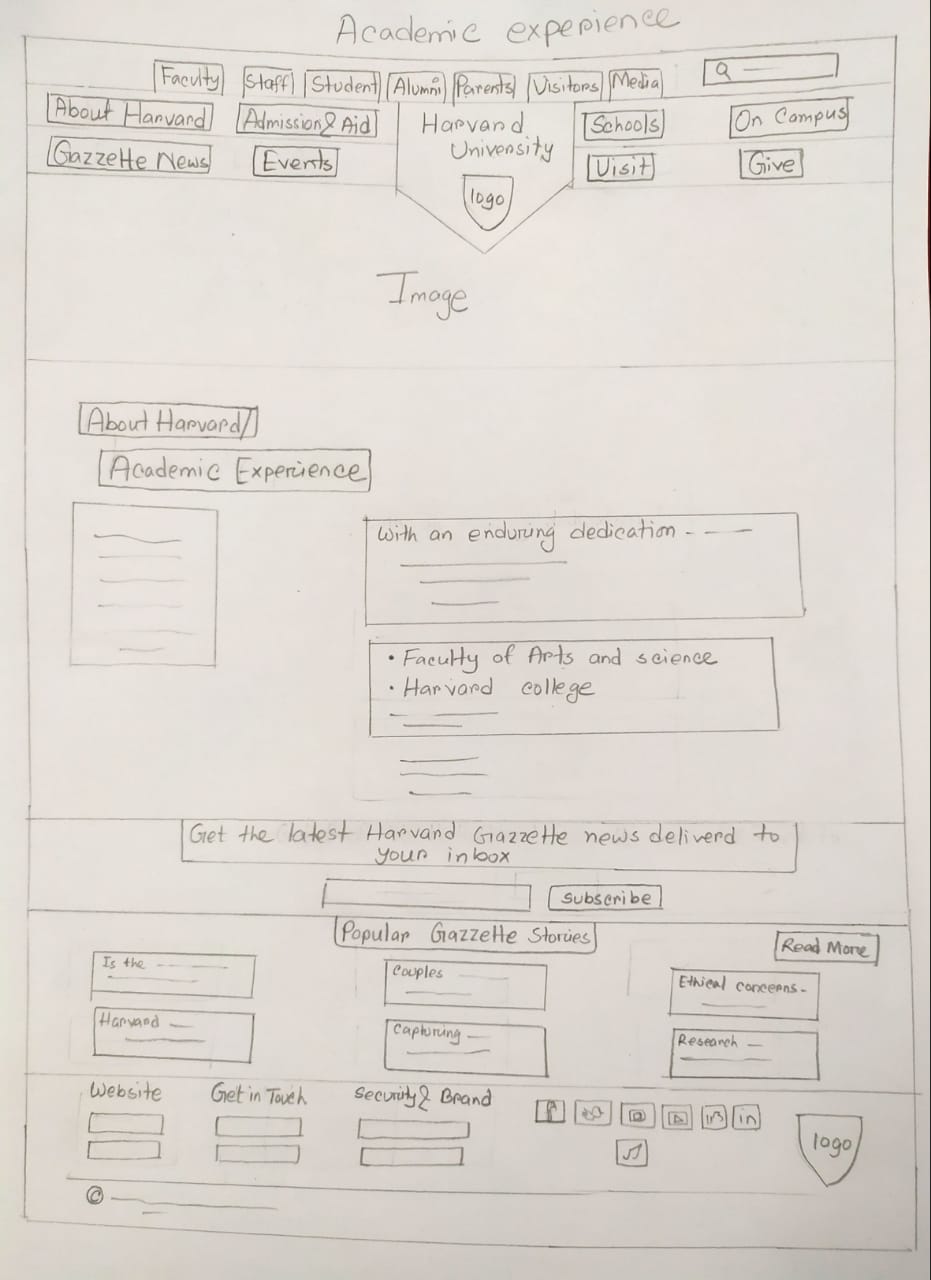 Academic experience
Faculty Staff Student Alumni Parents Visitors Media
About Harvard Admission & Aid Harvard Schools On Campus
University
Gazzette News Events Visit Give
logo
Image
About Harvard/
Academic Experience
With an enduring dedication
• Faculty of Arts and science
• Harvard college
Get the latest Harvard Gazzette news deliverd to
your inbox
Subscribe
Popular Gazzette Stories
Read More
Is the Couples Ethical concerns
Harvard Capturing Research
Website Get in Touch Security & Brand
in
logo
©